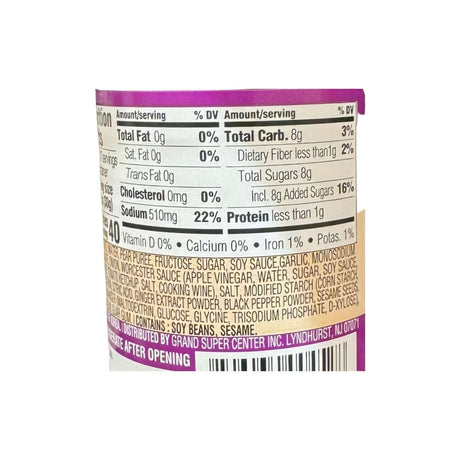 Amount/serving % DV Amount/serving % DV
Total Fat 0g 0% Total Carb. 8g 3%
Sat. Fat 0g 0% Dietary Fiber less than1g 2%
Trans Fat 0g Total Sugars 8g
Cholesterol 0mg 0% Incl. 8g Added Sugars 16%
Sodium 510mg 22% Protein less than 1g
40 Vitamin D 0% • Calcium 0% • Iron 1% • Potas. 1%
PEAR PUREE, FRUCTOSE, SUGAR, SOY SAUCE,GARLIC, MONOSODIUM
WORCESTER SAUCE (APPLE VINEGAR, WATER, SUGAR, SOY SAUCE,
KETCHUP, SALT, COOKING WINE), SALT, MODIFIED STARCH (CORN STARCH,
GINGER EXTRACT POWDER, BLACK PEPPER POWDER, SESAME SEEDS,
GLUCOSE, GLYCINE, TRISODIUM PHOSPHATE, D-XYLOSE),
GUM. CONTAINS : SOY BEANS, SESAME.
DISTRIBUTED BY GRAND SUPER CENTER INC. LYNDHURST, NJ 07071
AFTER OPENING